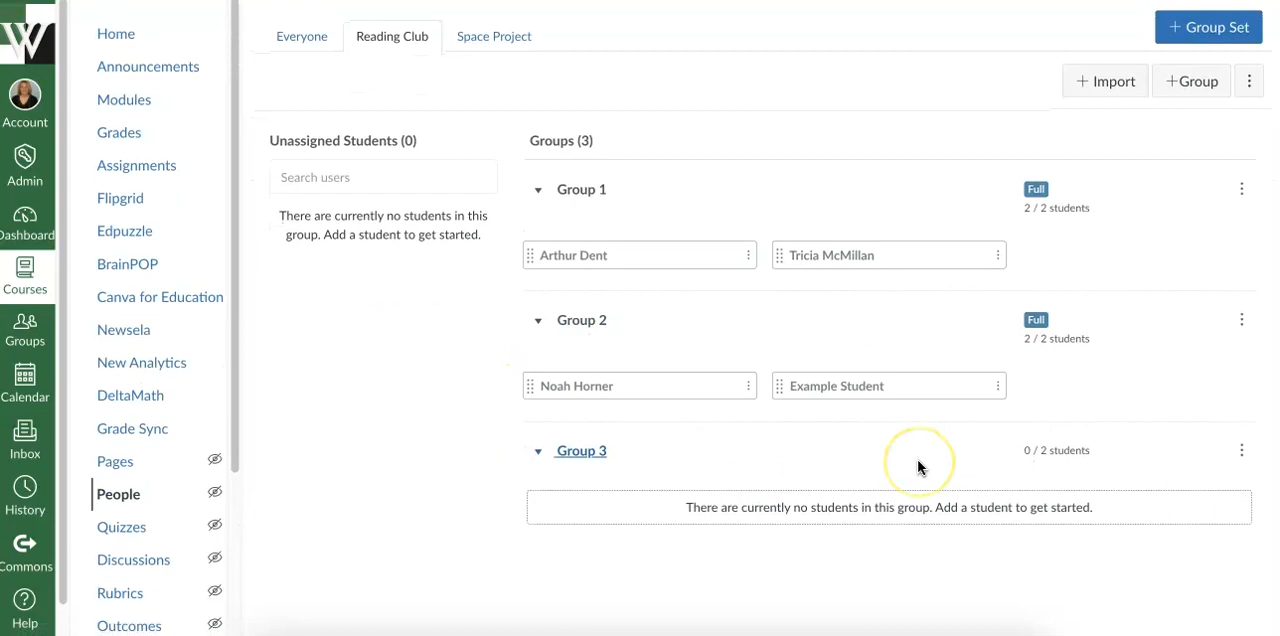 W
Account
Admin
Dashboard
Courses
Groups
Calendar
Inbox
History
Commons
Help
Home
Announcements
Modules
Grades
Assignments
Flipgrid
Edpuzzle
BrainPOP
Canva for Education
Newsela
New Analytics
DeltaMath
Grade Sync
Pages
People
Quizzes
Discussions
Rubrics
Outcomes
Everyone Reading Club Space Project
+ Group Set
+ Import +Group
Unassigned Students (0)
Search users
There are currently no students in this
group. Add a student to get started.
Groups (3)
Group 1 Full
2 / 2 students
Arthur Dent Tricia McMillan
Group 2 Full
2 / 2 students
Noah Horner Example Student
Group 3 0 / 2 students
There are currently no students in this group. Add a student to get started.